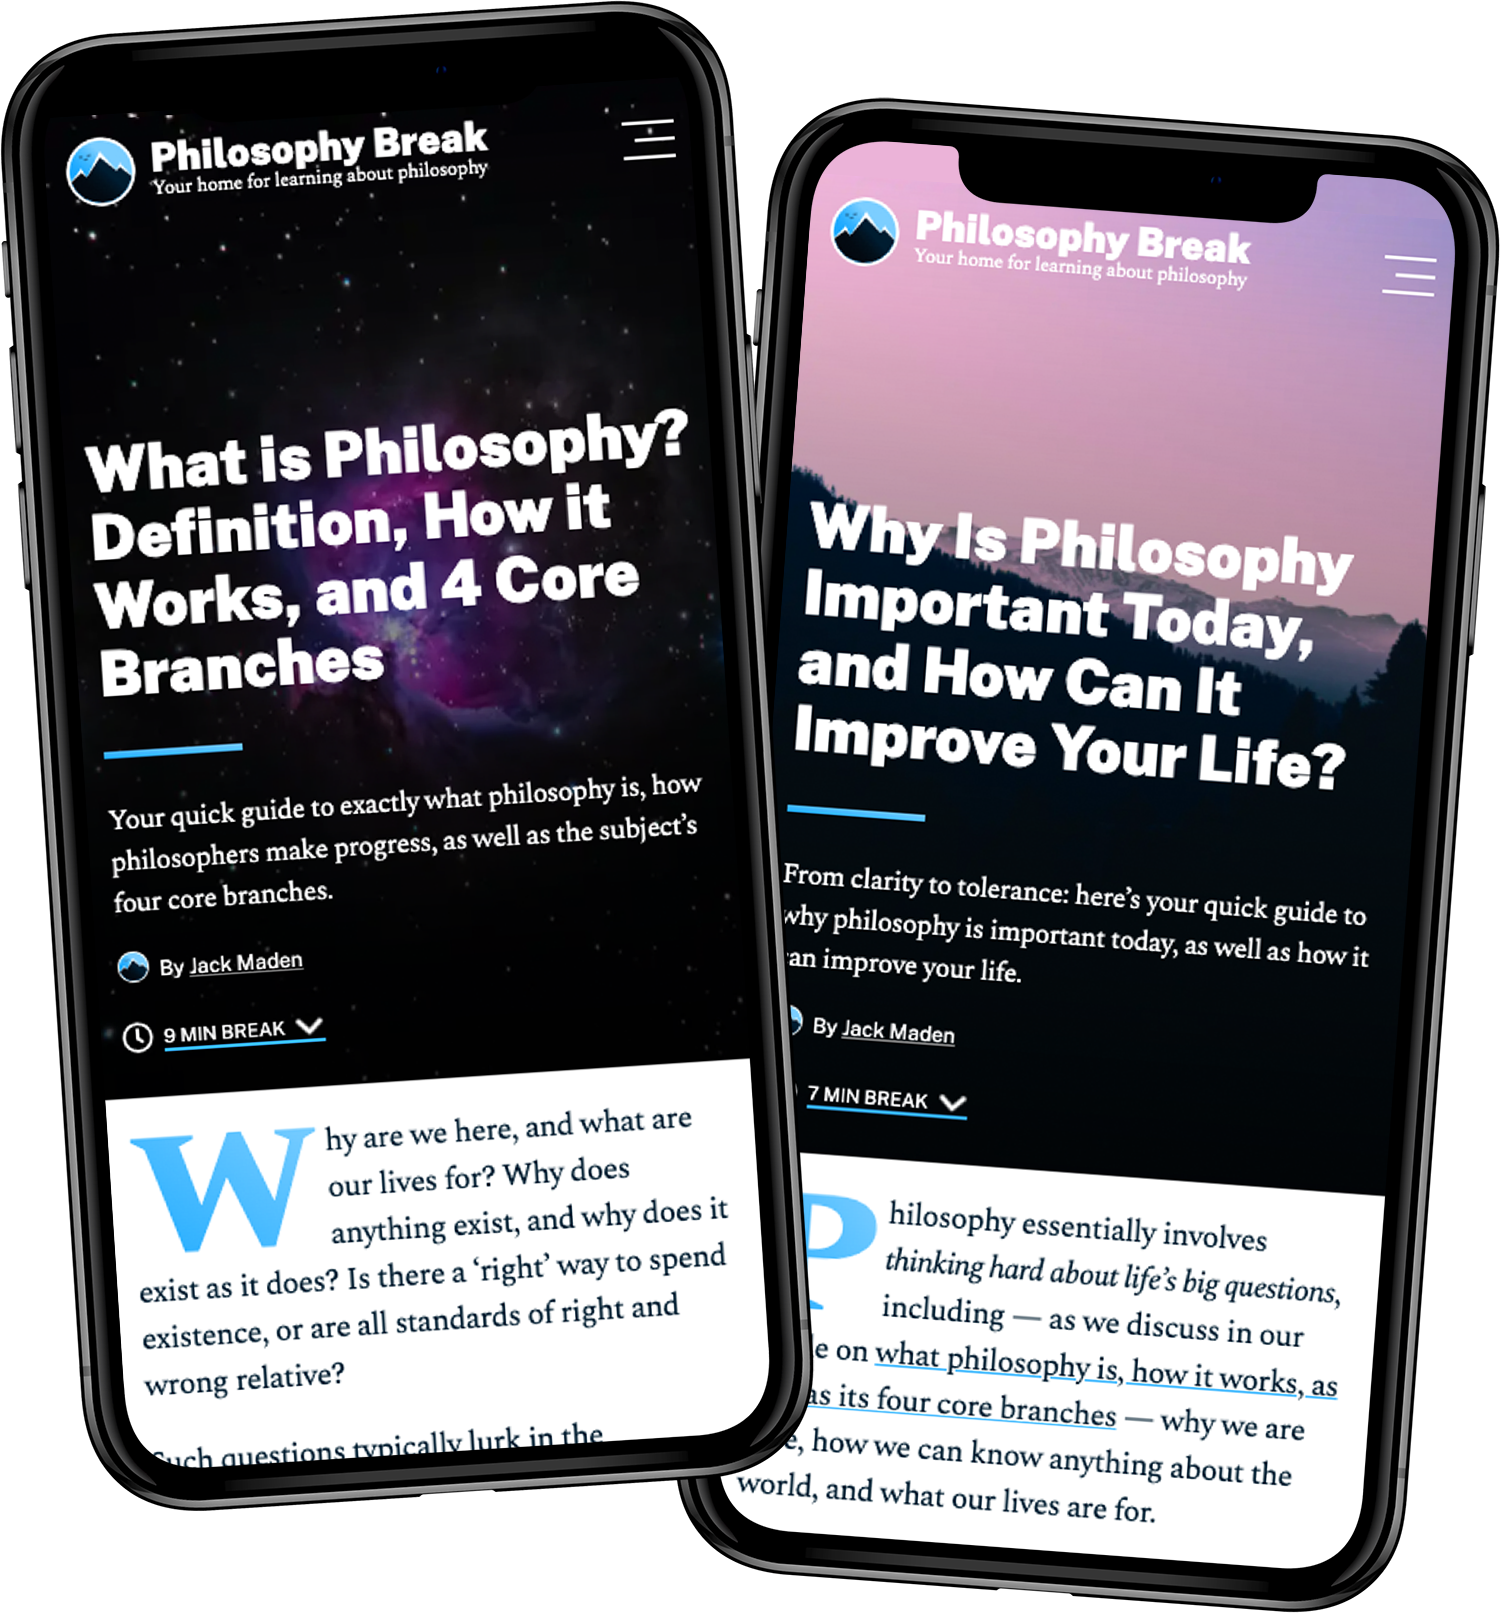 Philosophy Break
Your home for learning about philosophy
What is Philosophy?
Definition, How it
Works, and 4 Core
Branches
Your quick guide to exactly what philosophy is, how
philosophers make progress, as well as the subject's
four core branches.
By Jack Maden
9 MIN BREAK
Why are we here, and what are
our lives for? Why does
anything exist, and why does it
exist as it does? Is there a ‘right’ way to spend
existence, or are all standards of right and
wrong relative?
Such questions typically lurk in the
Philosophy Break
Your home for learning about philosophy
Why Is Philosophy
Important Today,
and How Can It
Improve Your Life?
From clarity to tolerance: here's your quick guide to
why philosophy is important today, as well as how it
can improve your life.
By Jack Maden
7 MIN BREAK
Philosophy essentially involves
thinking hard about life's big questions,
including — as we discuss in our
on what philosophy is, how it works, as
as its four core branches — why we are
how we can know anything about the
world, and what our lives are for.